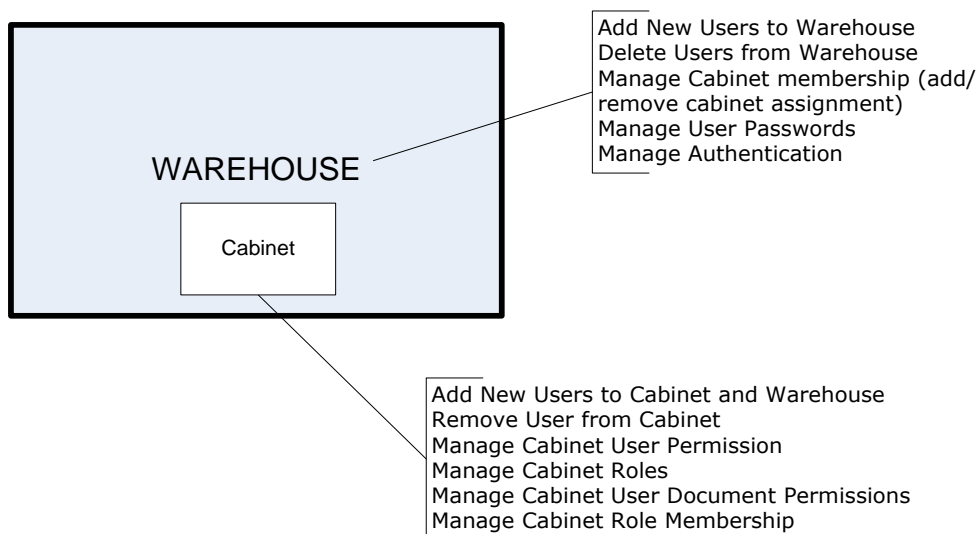 Add New Users to Warehouse
Delete Users from Warehouse
Manage Cabinet membership (add/
remove cabinet assignment)
Manage User Passwords
Manage Authentication
WAREHOUSE
Cabinet
Add New Users to Cabinet and Warehouse
Remove User from Cabinet
Manage Cabinet User Permission
Manage Cabinet Roles
Manage Cabinet User Document Permissions
Manage Cabinet Role Membership